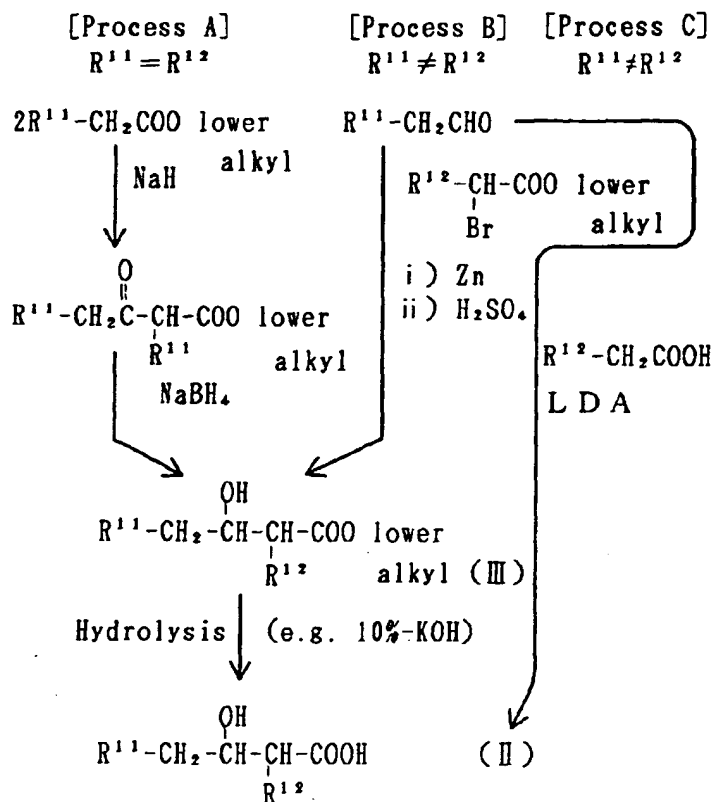 [Process A] [Process B] [Process C]
R¹¹=R¹² R¹¹≠R¹² R¹¹≠R¹²
2R¹¹-CH₂COO lower
alkyl
R¹¹-CH₂CHO
NaH
R¹²-CH-COO lower
Br
alkyl
O
R¹¹-CH₂C-CH-COO lower
R¹¹
alkyl
i) Zn
ii) H₂SO₄
NaBH₄
R¹²-CH₂COOH
LDA
OH
R¹¹-CH₂-CH-CH-COO lower
R¹²
alkyl (III)
Hydrolysis (e.g. 10%-KOH)
OH
R¹¹-CH₂-CH-CH-COOH (II)
R¹²